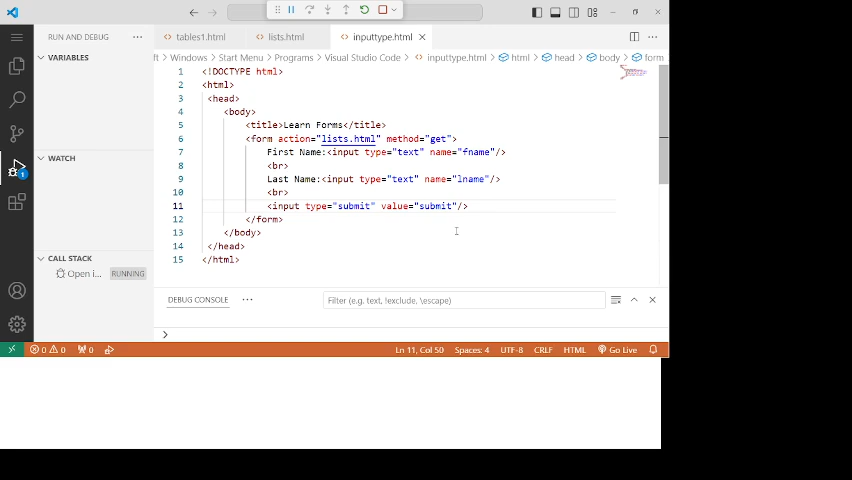 RUN AND DEBUG
tables1.html
lists.html
inputtype.html
VARIABLES
ft > Windows > Start Menu > Programs > Visual Studio Code > inputtype.html > html > head > body > form
1 <!DOCTYPE html>
2 <html>
3 <head>
4 <body>
5 <title>Learn Forms</title>
6 <form action="lists.html" method="get">
7 First Name:<input type="text" name="fname"/>
8 <br>
9 Last Name:<input type="text" name="lname"/>
10 <br>
11 <input type="submit" value="submit"/>
12 </form>
13 </body>
14 </head>
15 </html>
WATCH
CALL STACK
Open i... RUNNING
1
DEBUG CONSOLE
Filter (e.g. text, !exclude, \escape)
0 0 0 Ln 11, Col 50 Spaces: 4 UTF-8 CRLF HTML Go Live